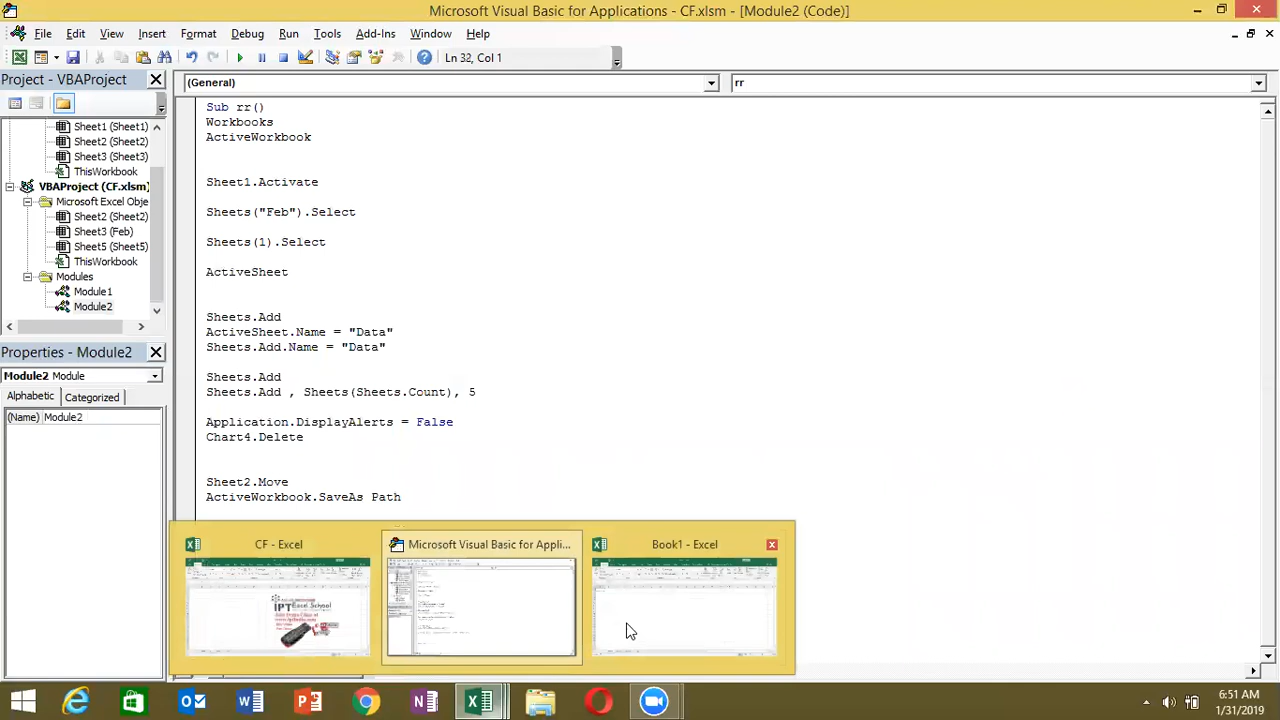 Microsoft Visual Basic for Applications - CF.xlsm - [Module2 (Code)]
File Edit View Insert Format Debug Run Tools Add-Ins Window Help
Ln 32, Col 1
Project - VBAProject
(General)
rr
Sheet1 (Sheet1)
Sheet2 (Sheet2)
Sheet3 (Sheet3)
ThisWorkbook
VBAProject (CF.xlsm)
Microsoft Excel Obje
Sheet2 (Sheet2)
Sheet3 (Feb)
Sheet5 (Sheet5)
ThisWorkbook
Modules
Module1
Module2
Properties - Module2
Module2 Module
Alphabetic Categorized
(Name) Module2
Sub rr()
Workbooks
ActiveWorkbook
Sheet1.Activate
Sheets("Feb").Select
Sheets(1).Select
ActiveSheet
Sheets.Add
ActiveSheet.Name = "Data"
Sheets.Add.Name = "Data"
Sheets.Add
Sheets.Add , Sheets(Sheets.Count), 5
Application.DisplayAlerts = False
Chart4.Delete
Sheet2.Move
ActiveWorkbook.SaveAs Path
CF - Excel
Microsoft Visual Basic for Appli...
Book1 - Excel
iPT Excel School
6:51 AM
1/31/2019